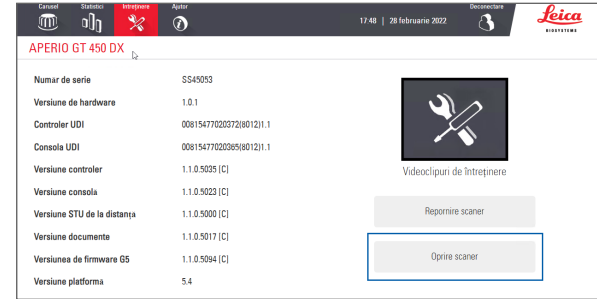 Carusel Statistici Întreținere Ajutor Deconectare
17:48 | 28 februarie 2022
Leica
BIOSYSTEMS
APERIO GT 450 DX
Număr de serie SS45053
Versiune de hardware 1.0.1
Controler UDI 00815477020372(8012)1.1
Consola UDI 00815477020365(8012)1.1
Versiune controler 1.1.0.5035 [C]
Versiune consolă 1.1.0.5023 [C]
Versiune STU de la distanță 1.1.0.5000 [C]
Versiune documente 1.1.0.5017 [C]
Versiunea de firmware G5 1.1.0.5094 [C]
Versiune platformă 5.4
Videoclipuri de întreținere
Repornire scaner
Oprire scaner